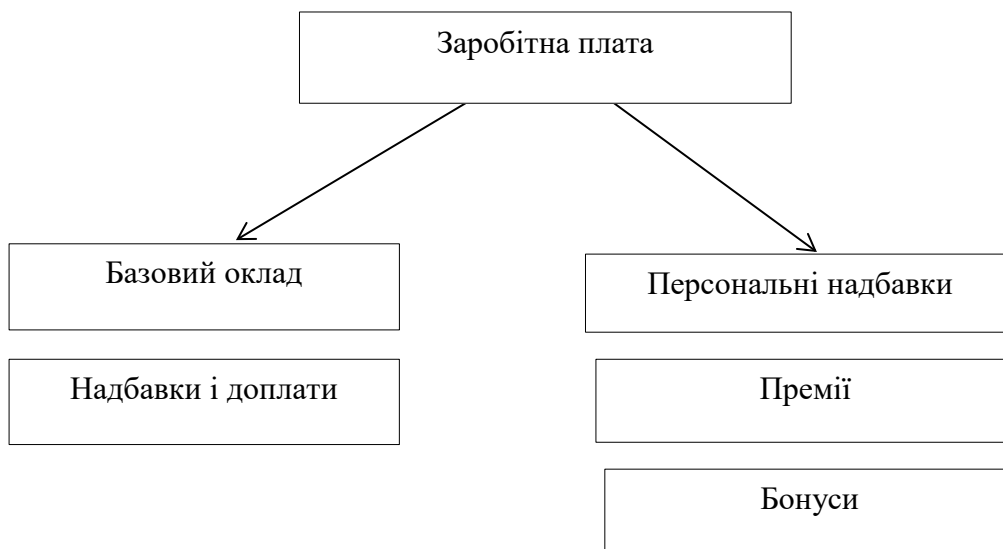 Заробітна плата
Базовий оклад
Персональні надбавки
Надбавки і доплати
Премії
Бонуси